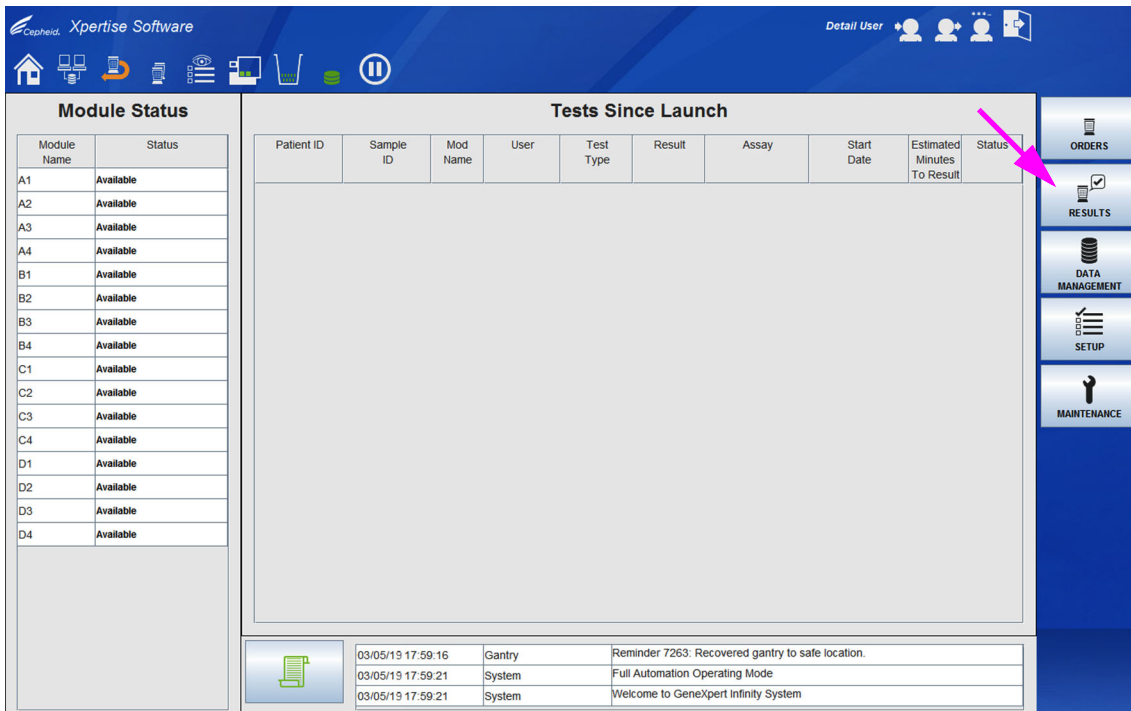 Cepheid. Xpertise Software
Detail User
Module Status
Module Name
Status
A1 Available
A2 Available
A3 Available
A4 Available
B1 Available
B2 Available
B3 Available
B4 Available
C1 Available
C2 Available
C3 Available
C4 Available
D1 Available
D2 Available
D3 Available
D4 Available
Tests Since Launch
Patient ID
Sample ID
Mod Name
User
Test Type
Result
Assay
Start Date
Estimated Minutes To Result
Status
03/05/19 17:59:16 Gantry Reminder 7263: Recovered gantry to safe location.
03/05/19 17:59:21 System Full Automation Operating Mode
03/05/19 17:59:21 System Welcome to GeneXpert Infinity System
ORDERS
RESULTS
DATA
MANAGEMENT
SETUP
MAINTENANCE